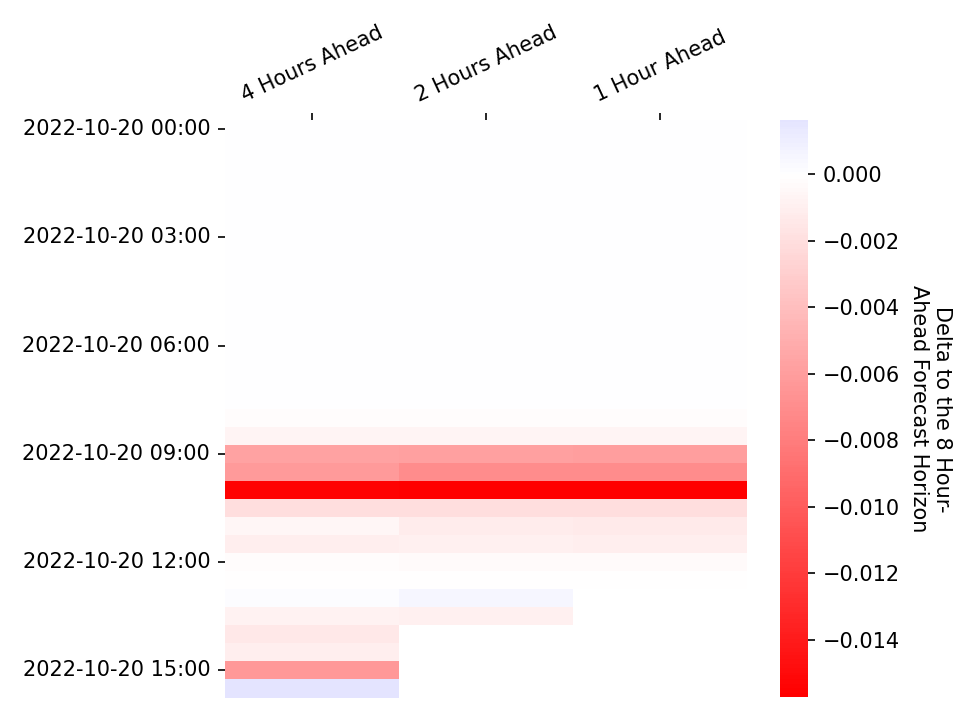 4 Hours Ahead
2 Hours Ahead
1 Hour Ahead
2022-10-20 00:00
2022-10-20 03:00
2022-10-20 06:00
2022-10-20 09:00
2022-10-20 12:00
2022-10-20 15:00
0.000
−0.002
−0.004
−0.006
−0.008
−0.010
−0.012
−0.014
Delta to the 8 Hour-
Ahead Forecast Horizon